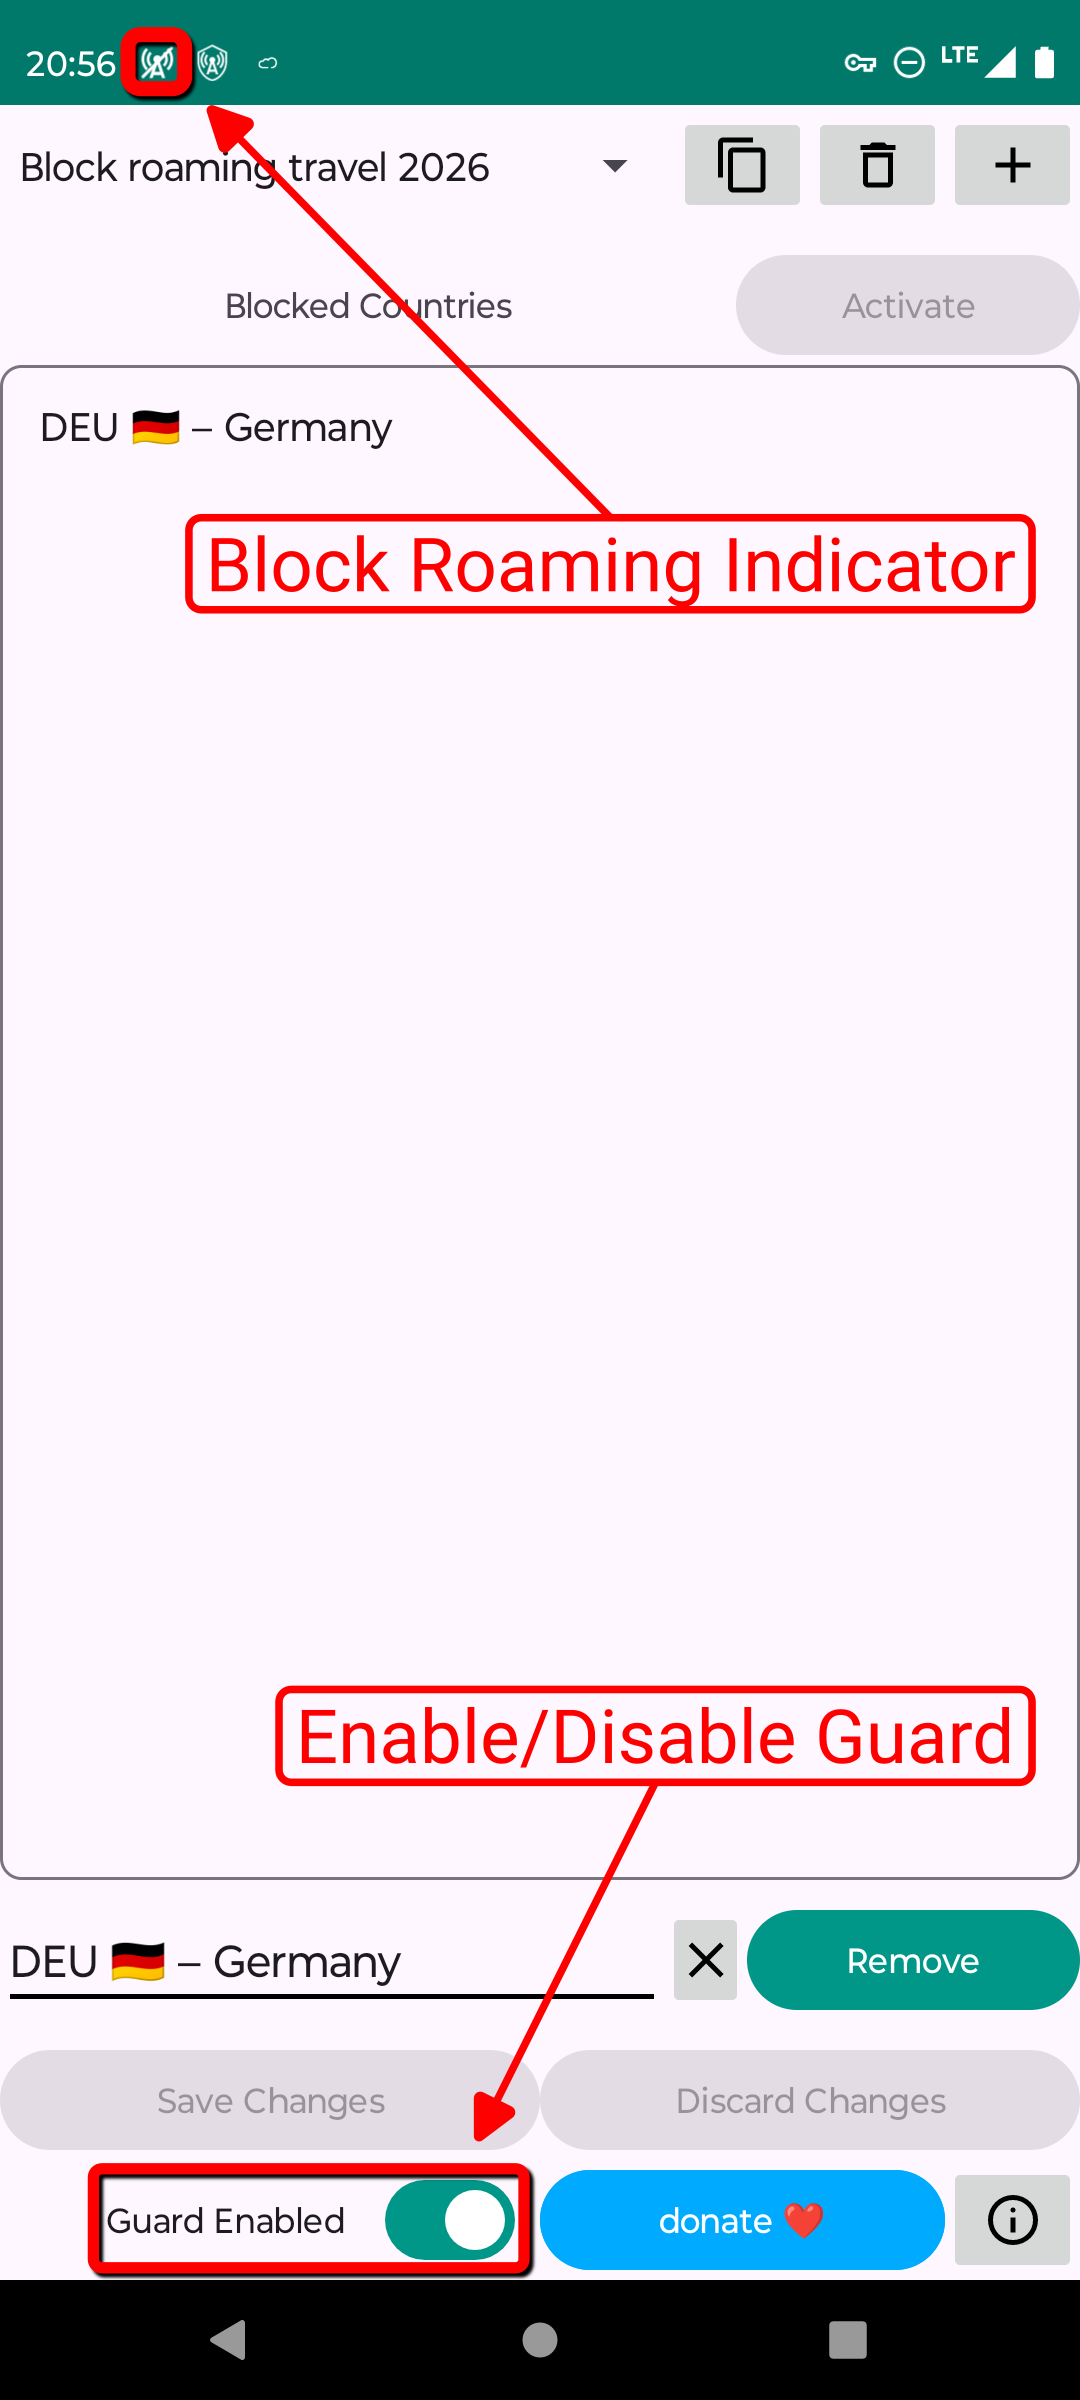 20:56
LTE
Block roaming travel 2026
Blocked Countries
Activate
DEU 🇩🇪 – Germany
Block Roaming Indicator
Enable/Disable Guard
DEU 🇩🇪 – Germany
Remove
Save Changes
Discard Changes
Guard Enabled
donate ❤️